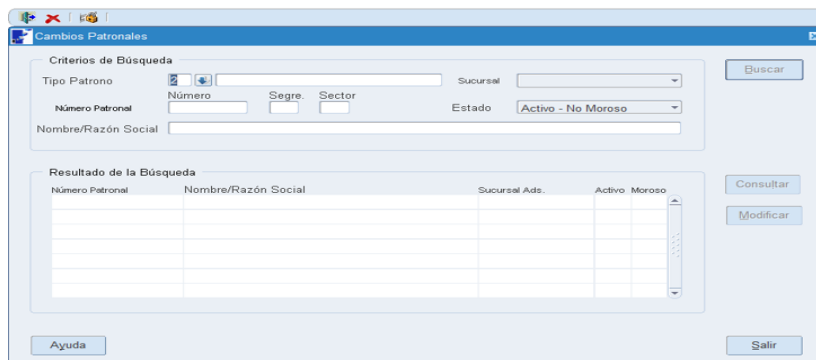 Cambios Patronales
Criterios de Búsqueda
Tipo Patrono 2 Sucursal Buscar
Número Segre. Sector
Número Patronal Estado Activo - No Moroso
Nombre/Razón Social
Resultado de la Búsqueda
Número Patronal Nombre/Razón Social Sucursal Ads. Activo Moroso
Consultar
Modificar
Ayuda Salir